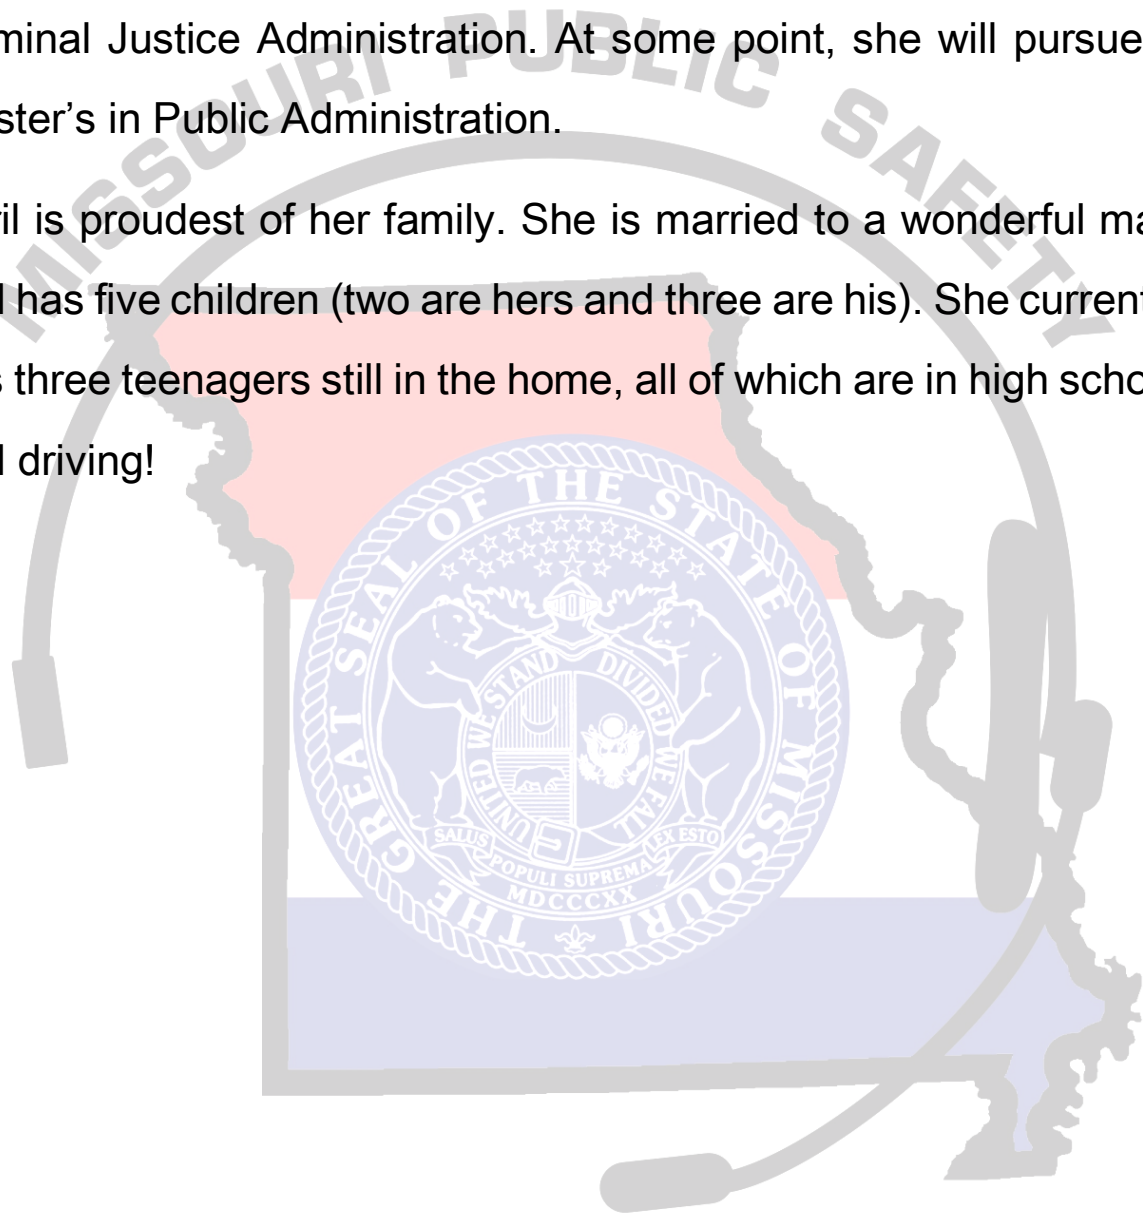 minal Justice Administration. At some point, she will pursue
ster’s in Public Administration.
il is proudest of her family. She is married to a wonderful ma
l has five children (two are hers and three are his). She current
s three teenagers still in the home, all of which are in high scho
l driving!
MISSOURI PUBLIC SAFETY
THE GREAT SEAL OF THE STATE OF MISSOURI
UNITED WE STAND DIVIDED WE FALL
SALUS POPULI SUPREMA LEX ESTO
MDCCCXX